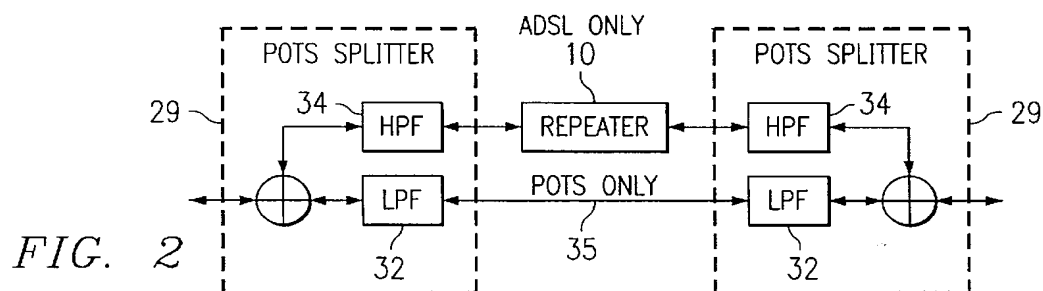 ADSL ONLY
POTS SPLITTER 10 POTS SPLITTER
29 34 34 29
HPF REPEATER HPF
POTS ONLY
LPF LPF
35
32 32
FIG. 2